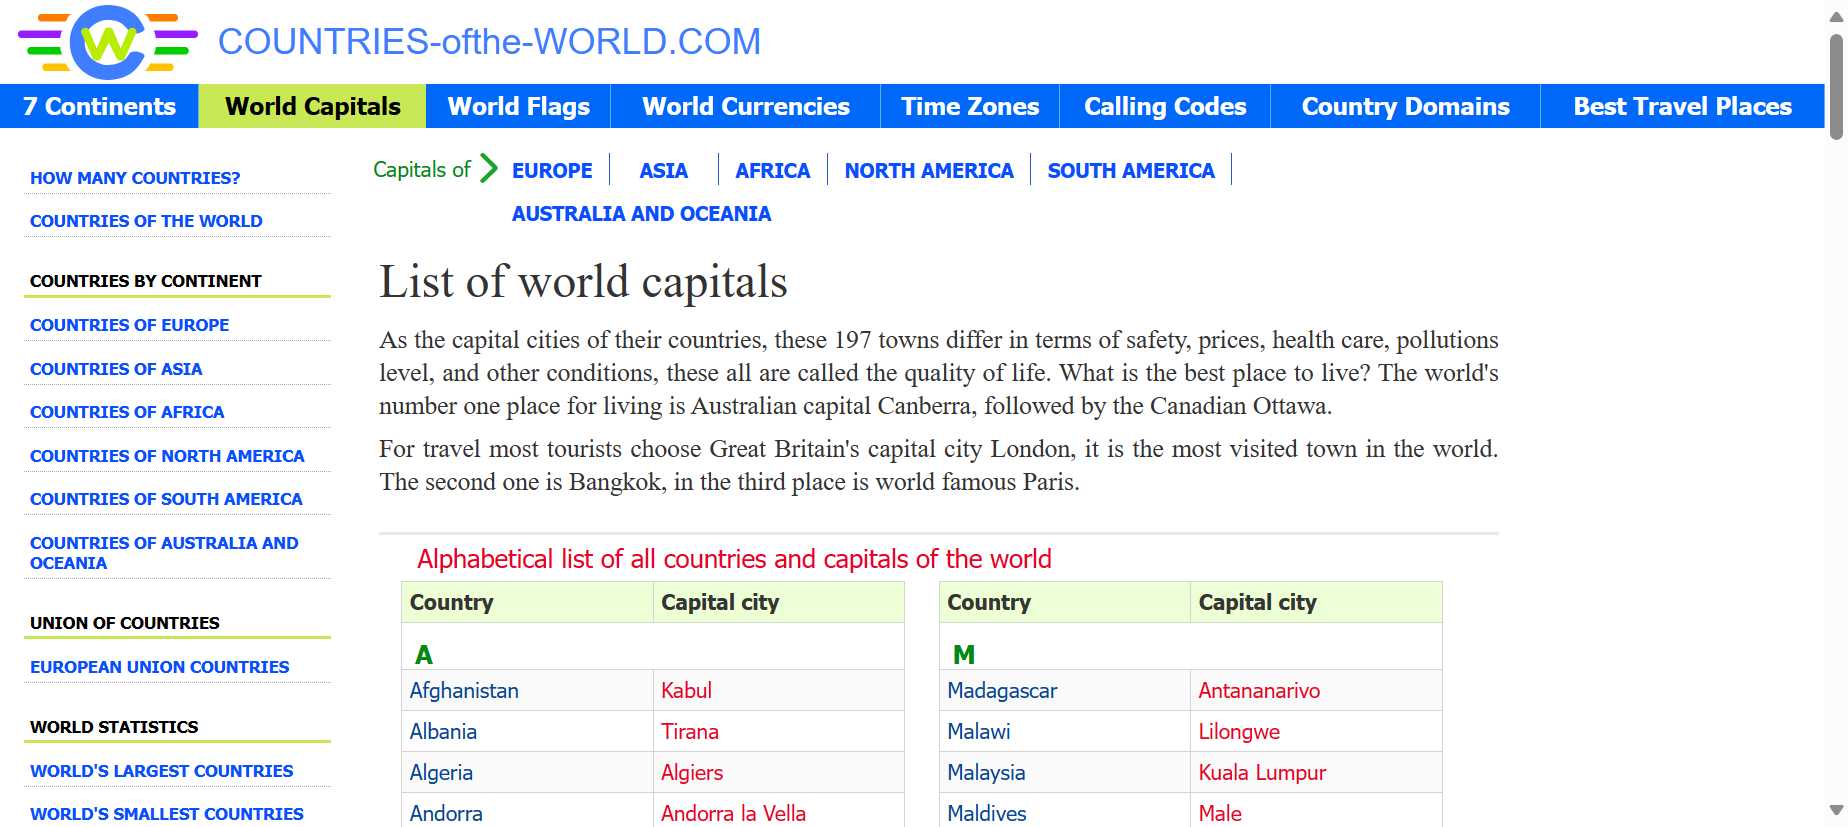 COUNTRIES-ofthe-WORLD.COM
7 Continents
World Capitals
World Flags
World Currencies
Time Zones
Calling Codes
Country Domains
Best Travel Places
HOW MANY COUNTRIES?
COUNTRIES OF THE WORLD
COUNTRIES BY CONTINENT
COUNTRIES OF EUROPE
COUNTRIES OF ASIA
COUNTRIES OF AFRICA
COUNTRIES OF NORTH AMERICA
COUNTRIES OF SOUTH AMERICA
COUNTRIES OF AUSTRALIA AND
OCEANIA
UNION OF COUNTRIES
EUROPEAN UNION COUNTRIES
WORLD STATISTICS
WORLD'S LARGEST COUNTRIES
WORLD'S SMALLEST COUNTRIES
Capitals of
EUROPE
ASIA
AFRICA
NORTH AMERICA
SOUTH AMERICA
AUSTRALIA AND OCEANIA
List of world capitals
As the capital cities of their countries, these 197 towns differ in terms of safety, prices, health care, pollutions
level, and other conditions, these all are called the quality of life. What is the best place to live? The world's
number one place for living is Australian capital Canberra, followed by the Canadian Ottawa.
For travel most tourists choose Great Britain's capital city London, it is the most visited town in the world.
The second one is Bangkok, in the third place is world famous Paris.
Alphabetical list of all countries and capitals of the world
Country Capital city
A
Afghanistan Kabul
Albania Tirana
Algeria Algiers
Andorra Andorra la Vella
Country Capital city
M
Madagascar Antananarivo
Malawi Lilongwe
Malaysia Kuala Lumpur
Maldives Male